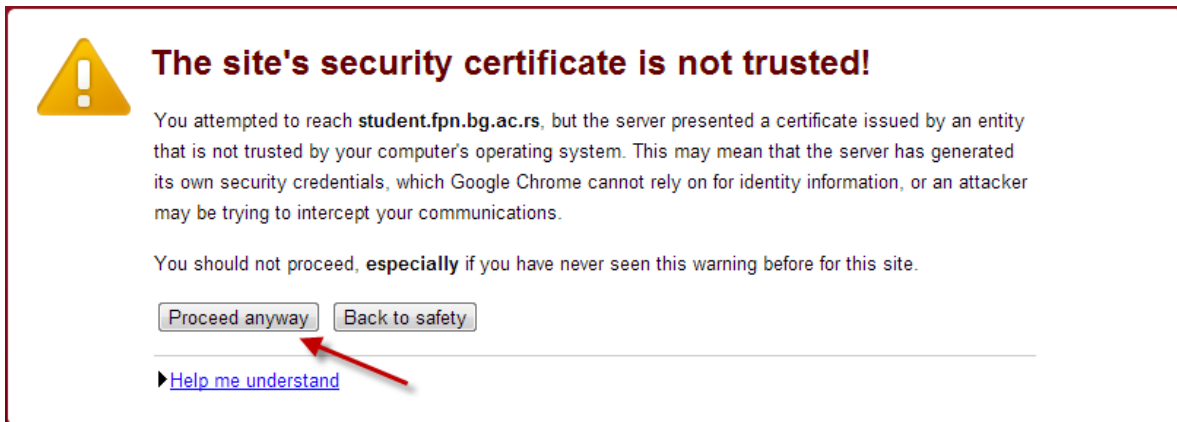 The site's security certificate is not trusted!
You attempted to reach student.fpn.bg.ac.rs, but the server presented a certificate issued by an entity
that is not trusted by your computer's operating system. This may mean that the server has generated
its own security credentials, which Google Chrome cannot rely on for identity information, or an attacker
may be trying to intercept your communications.
You should not proceed, especially if you have never seen this warning before for this site.
Proceed anyway Back to safety
Help me understand